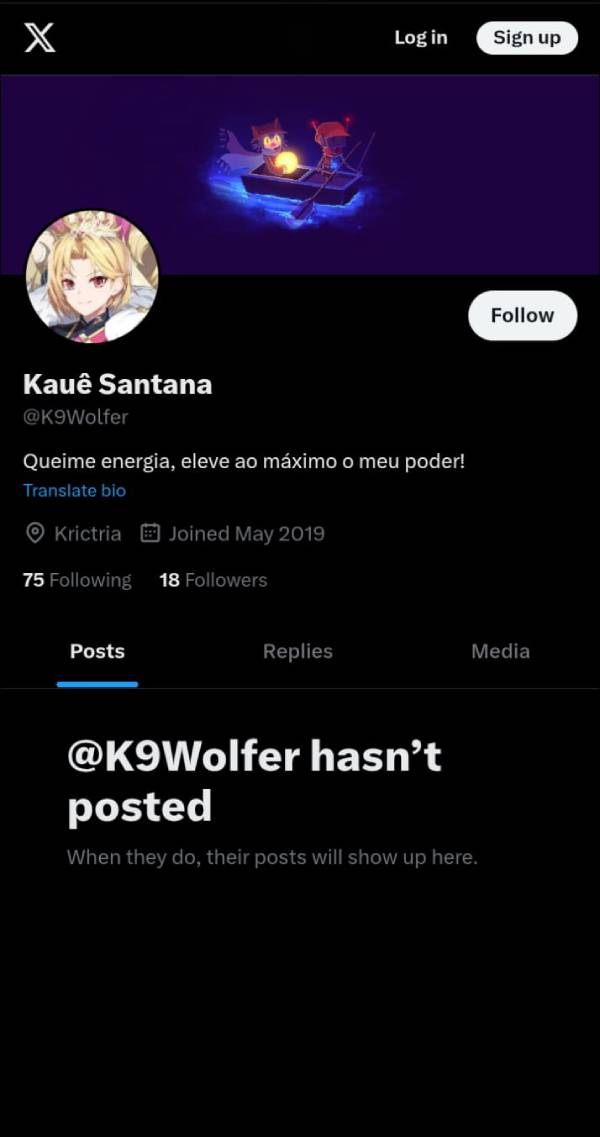 Log in
Sign up
Follow
Kauê Santana
@K9Wolfer
Queime energia, eleve ao máximo o meu poder!
Translate bio
Krictria Joined May 2019
75 Following 18 Followers
Posts Replies Media
@K9Wolfer hasn’t
posted
When they do, their posts will show up here.